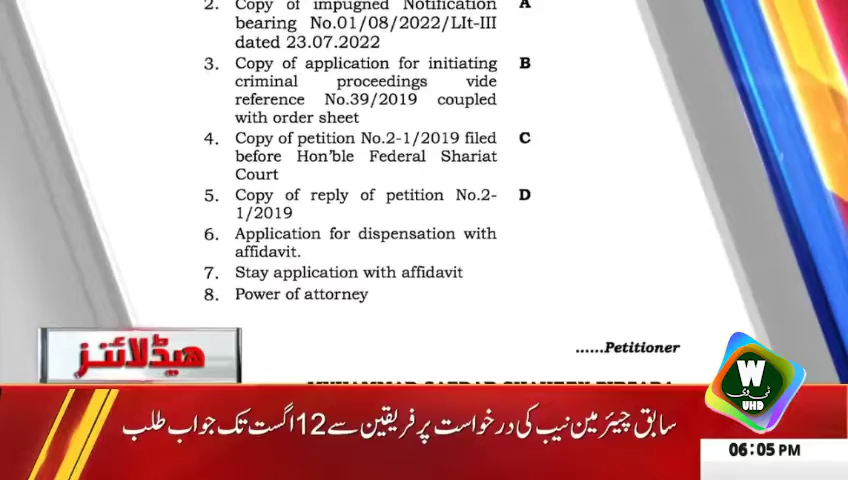 2. Copy of impugned Notification A
bearing No.01/08/2022/LIt-III
dated 23.07.2022
3. Copy of application for initiating B
criminal proceedings vide
reference No.39/2019 coupled
with order sheet
4. Copy of petition No.2-1/2019 filed C
before Hon'ble Federal Shariat
Court
5. Copy of reply of petition No.2- D
1/2019
6. Application for dispensation with
affidavit.
7. Stay application with affidavit
8. Power of attorney
......Petitioner
ہیڈلائنز
W
ٹی وی
UHD
سابق چیئرمین نیب کی درخواست پر فریقین سے 12 اگست تک جواب طلب
06:05 PM